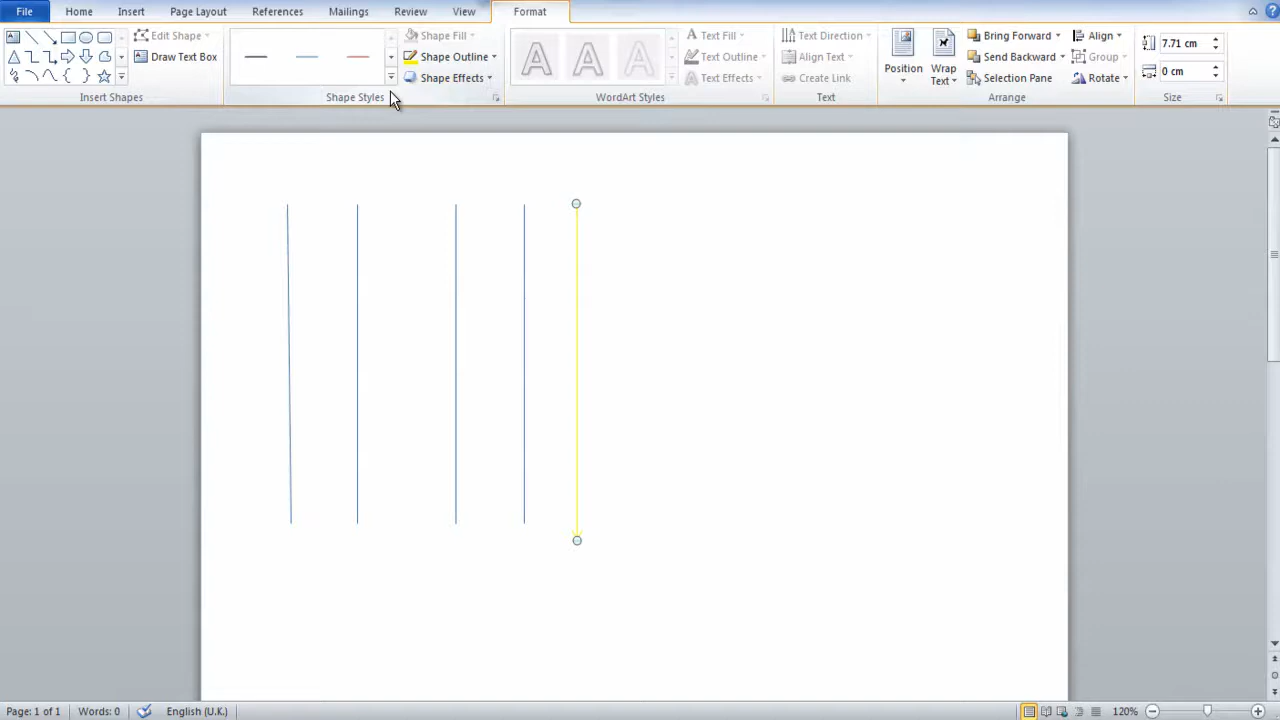 File Home Insert Page Layout References Mailings Review View Format
Edit Shape Shape Fill Text Fill Text Direction Bring Forward Align 7.71 cm
Draw Text Box Shape Outline A A A Text Outline Align Text Position Wrap Text Send Backward Group
Shape Effects Text Effects Create Link Selection Pane Rotate 0 cm
Insert Shapes Shape Styles WordArt Styles Text Arrange Size
Page: 1 of 1 Words: 0 English (U.K.) 120%